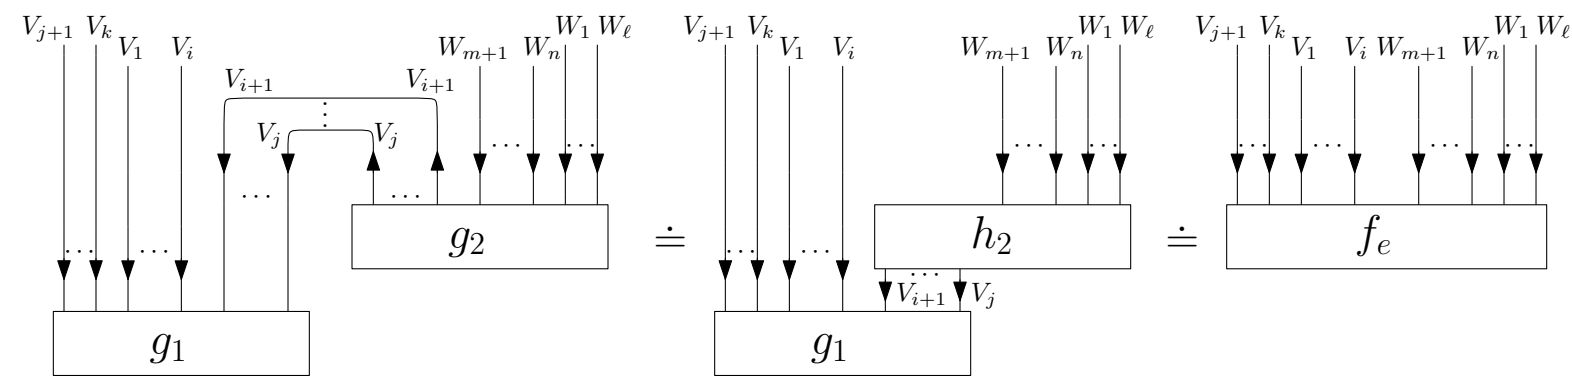 V_{j+1} V_k V_1 V_i V_{i+1} V_{i+1} V_j V_j W_{m+1} W_n W_1 W_ℓ
⋯ ⋯ ⋯ ⋮ ⋯ ⋯ ⋯
g_2
g_1
≐
V_{j+1} V_k V_1 V_i W_{m+1} W_n W_1 W_ℓ
⋯ ⋯ ⋯ ⋯
h_2
⋯
V_{i+1} V_j
g_1
≐
V_{j+1} V_k V_1 V_i W_{m+1} W_n W_1 W_ℓ
⋯ ⋯ ⋯ ⋯
f_e